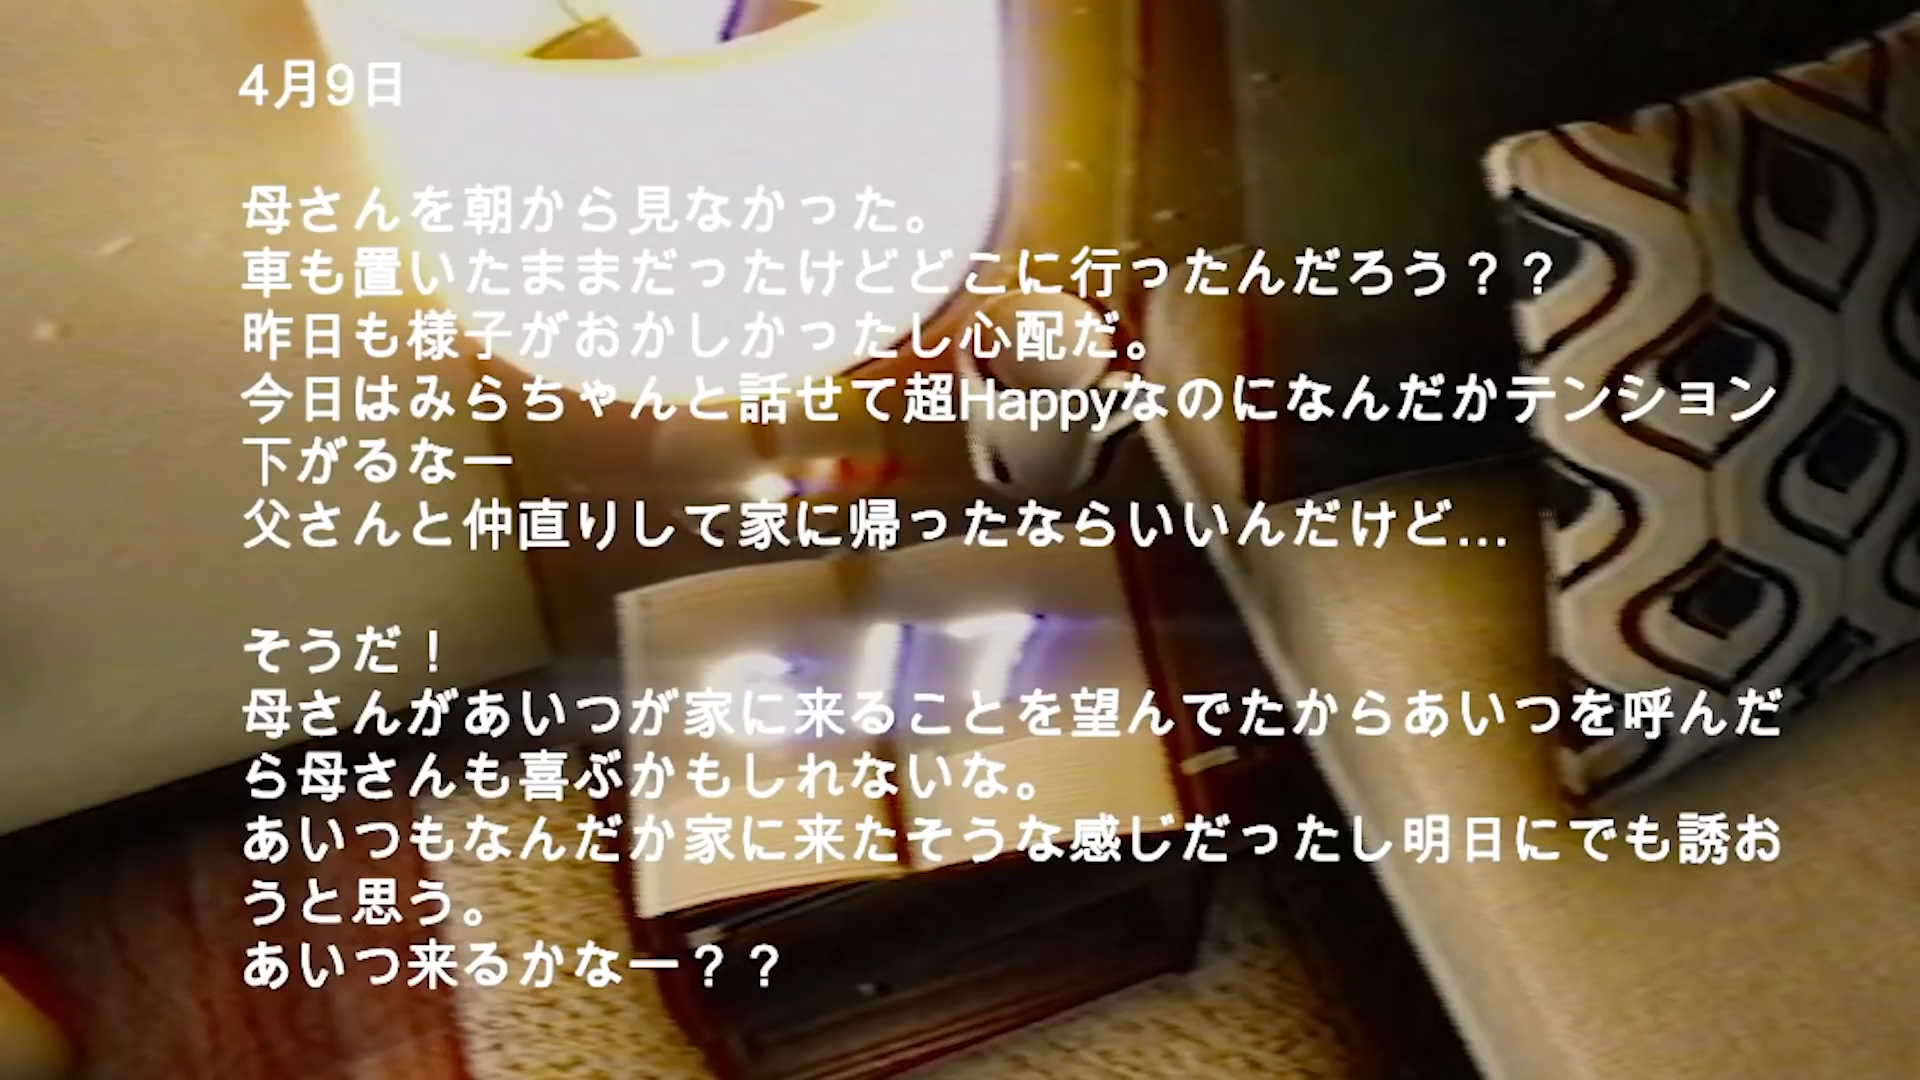 4月9日
母さんを朝から見なかった。
車も置いたままだったけどどこに行ったんだろう？？
昨日も様子がおかしかったし心配だ。
今日はみらちゃんと話せて超Happyなのになんだかテンション
下がるなー
父さんと仲直りして家に帰ったならいいんだけど…
そうだ！
母さんがあいつが家に来ることを望んでたからあいつを呼んだ
ら母さんも喜ぶかもしれないな。
あいつもなんだか家に来たそうな感じだったし明日にでも誘お
うと思う。
あいつ来るかなー？？